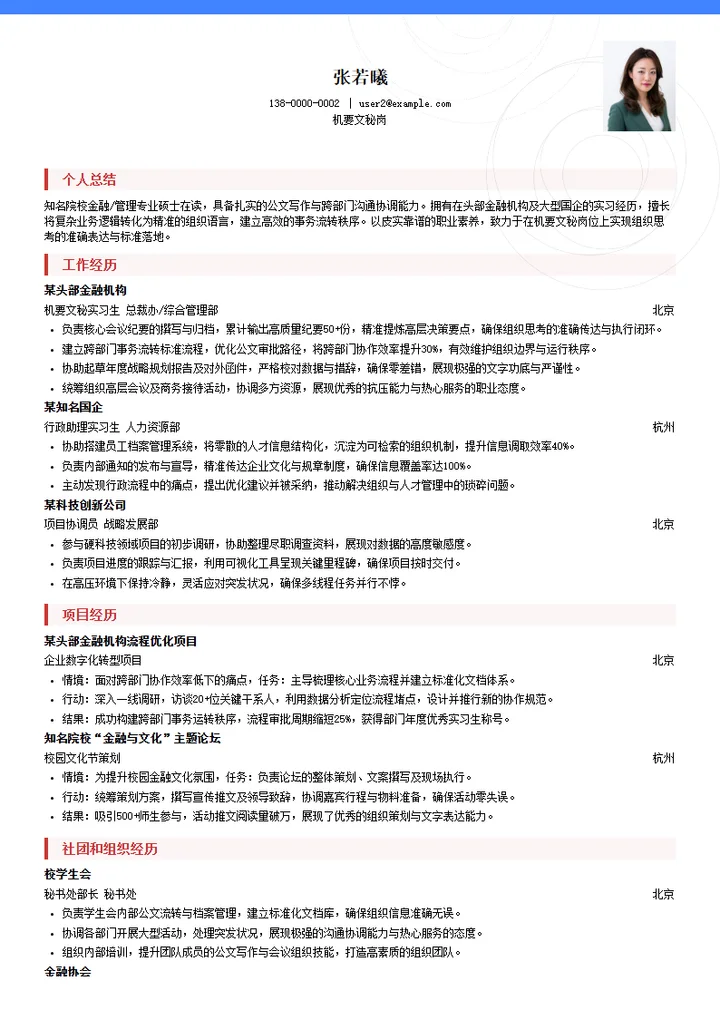 张若曦
138-0000-0002 | user2@example.com
机要文秘岗
个人总结
知名院校金融/管理专业硕士在读，具备扎实的公文写作与跨部门沟通协调能力。拥有在头部金融机构及大型国企的实习经历，擅长
将复杂业务逻辑转化为精准的组织语言，建立高效的事务流转秩序。以皮实靠谱的职业素养，致力于在机要文秘岗位上实现组织思
考的准确表达与标准落地。
工作经历
某头部金融机构
机要文秘实习生 总裁办/综合管理部 北京
• 负责核心会议纪要的撰写与归档，累计输出高质量纪要50+份，精准提炼高层决策要点，确保组织思考的准确传达与执行闭环。
• 建立跨部门事务流转标准流程，优化公文审批路径，将跨部门协作效率提升30%，有效维护组织边界与运行秩序。
• 协助起草年度战略规划报告及对外函件，严格校对数据与措辞，确保零差错，展现极强的文字功底与严谨性。
• 统筹组织高层会议及商务接待活动，协调多方资源，展现优秀的抗压能力与热心服务的职业态度。
某知名国企
行政助理实习生 人力资源部 杭州
• 协助搭建员工档案管理系统，将零散的人才信息结构化，沉淀为可检索的组织机制，提升信息调取效率40%。
• 负责内部通知的发布与宣导，精准传达企业文化与规章制度，确保信息覆盖率达100%。
• 主动发现行政流程中的痛点，提出优化建议并被采纳，推动解决组织与人才管理中的琐碎问题。
某科技创新公司
项目协调员 战略发展部 北京
• 参与硬科技领域项目的初步调研，协助整理尽职调查资料，展现对数据的高度敏感度。
• 负责项目进度的跟踪与汇报，利用可视化工具呈现关键里程碑，确保项目按时交付。
• 在高压环境下保持冷静，灵活应对突发状况，确保多线程任务并行不悖。
项目经历
某头部金融机构流程优化项目
企业数字化转型项目 北京
• 情境：面对跨部门协作效率低下的痛点，任务：主导梳理核心业务流程并建立标准化文档体系。
• 行动：深入一线调研，访谈20+位关键干系人，利用数据分析定位流程堵点，设计并推行新的协作规范。
• 结果：成功构建跨部门事务运转秩序，流程审批周期缩短25%，获得部门年度优秀实习生称号。
知名院校“金融与文化”主题论坛
校园文化节策划 杭州
• 情境：为提升校园金融文化氛围，任务：负责论坛的整体策划、文案撰写及现场执行。
• 行动：统筹策划方案，撰写宣传推文及领导致辞，协调嘉宾行程与物料准备，确保活动零失误。
• 结果：吸引500+师生参与，活动推文阅读量破万，展现了优秀的组织策划与文字表达能力。
社团和组织经历
校学生会
秘书处部长 秘书处 北京
• 负责学生会内部公文流转与档案管理，建立标准化文档库，确保组织信息准确无误。
• 协调各部门开展大型活动，处理突发状况，展现极强的沟通协调能力与热心服务的态度。
• 组织内部培训，提升团队成员的公文写作与会议组织技能，打造高素质的组织团队。
金融协会